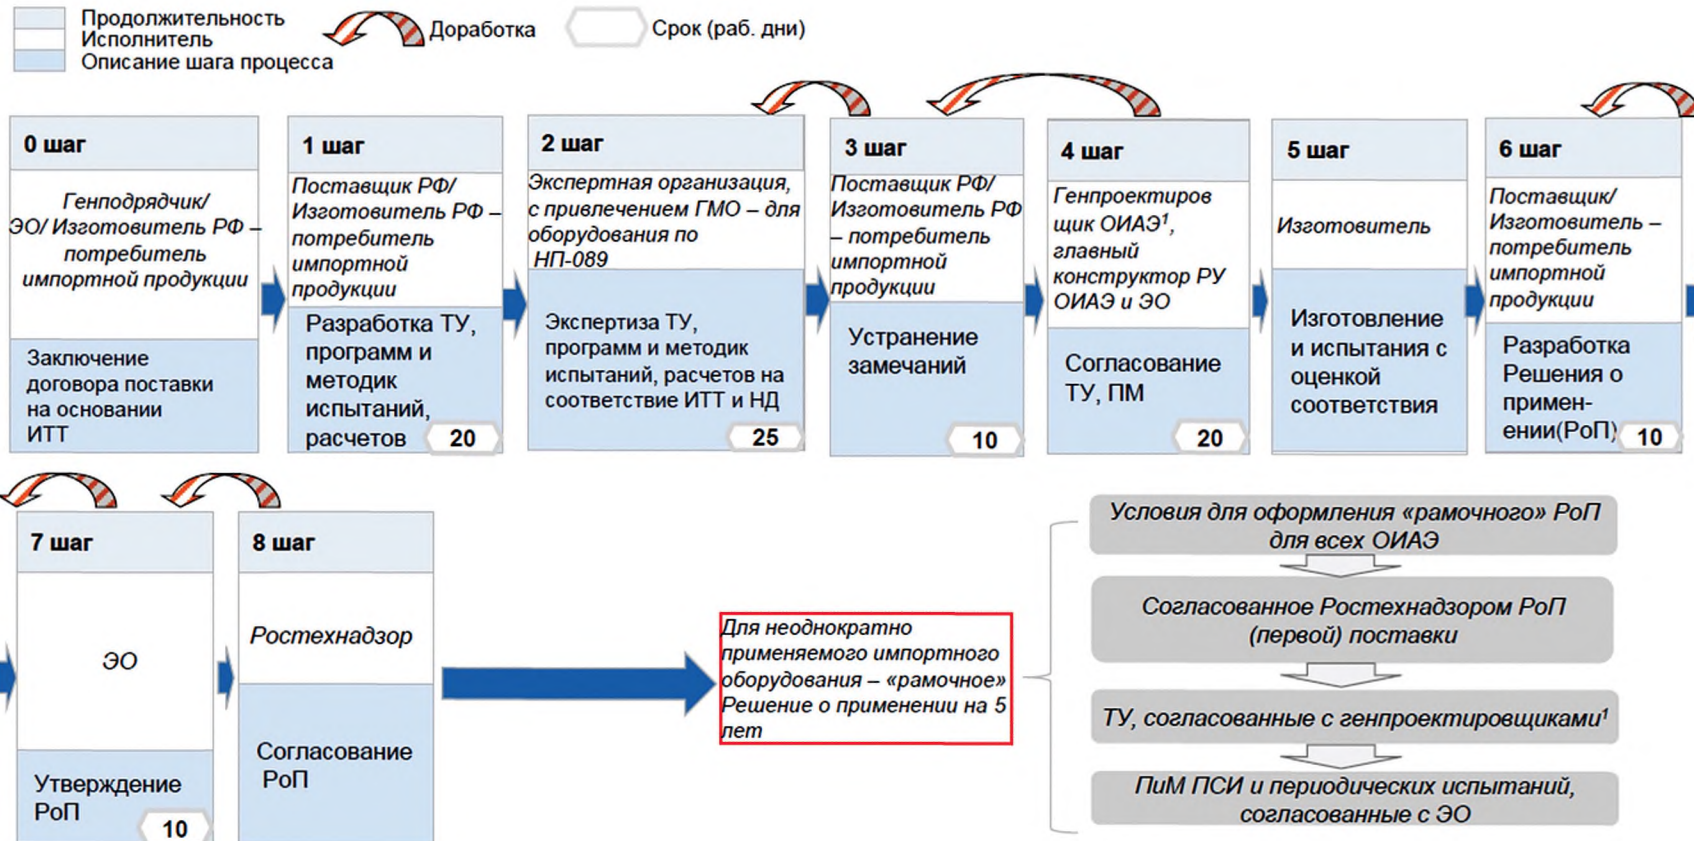 Продолжительность
Исполнитель
Описание шага процесса
Доработка
Срок (раб. дни)
0 шаг
Генподрядчик/
ЭО/ Изготовитель РФ –
потребитель
импортной продукции
Заключение
договора поставки
на основании
ИТТ
1 шаг
Поставщик РФ/
Изготовитель РФ –
потребитель
импортной
продукции
Разработка ТУ,
программ и
методик
испытаний,
расчетов
20
2 шаг
Экспертная организация,
с привлечением ГМО – для
оборудования по
НП-089
Экспертиза ТУ,
программ и методик
испытаний, расчетов на
соответствие ИТТ и НД
25
3 шаг
Поставщик РФ/
Изготовитель РФ
– потребитель
импортной
продукции
Устранение
замечаний
10
4 шаг
Генпроектиров
щик ОИАЭ¹,
главный
конструктор РУ
ОИАЭ и ЭО
Согласование
ТУ, ПМ
20
5 шаг
Изготовитель
Изготовление
и испытания с
оценкой
соответствия
6 шаг
Поставщик/
Изготовитель –
потребитель
импортной
продукции
Разработка
Решения о
примен-
ении(РоП)
10
7 шаг
ЭО
Утверждение
РоП
10
8 шаг
Ростехнадзор
Согласование
РоП
Для неоднократно
применяемого импортного
оборудования – «рамочное»
Решение о применении на 5
лет
Условия для оформления «рамочного» РоП
для всех ОИАЭ
Согласованное Ростехнадзором РоП
(первой) поставки
ТУ, согласованные с генпроектировщиками¹
ПиМ ПСИ и периодических испытаний,
согласованные с ЭО